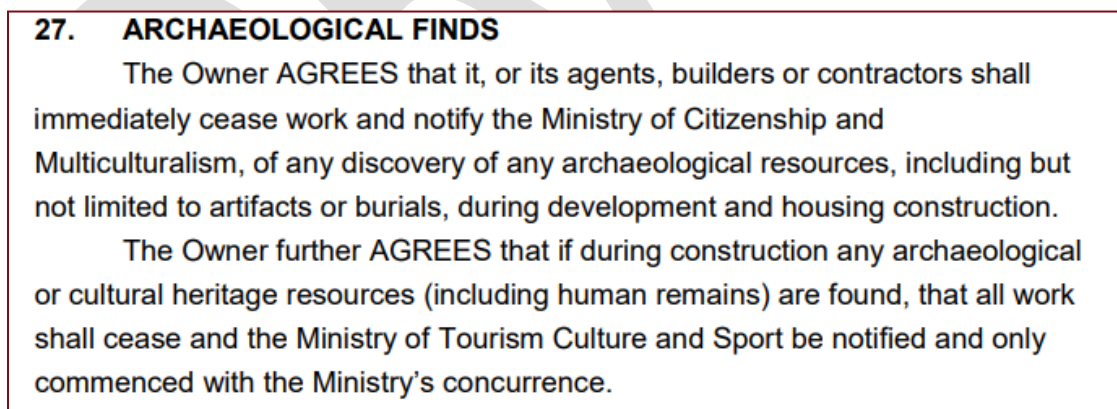 27. ARCHAEOLOGICAL FINDS
The Owner AGREES that it, or its agents, builders or contractors shall
immediately cease work and notify the Ministry of Citizenship and
Multiculturalism, of any discovery of any archaeological resources, including but
not limited to artifacts or burials, during development and housing construction.
The Owner further AGREES that if during construction any archaeological
or cultural heritage resources (including human remains) are found, that all work
shall cease and the Ministry of Tourism Culture and Sport be notified and only
commenced with the Ministry’s concurrence.